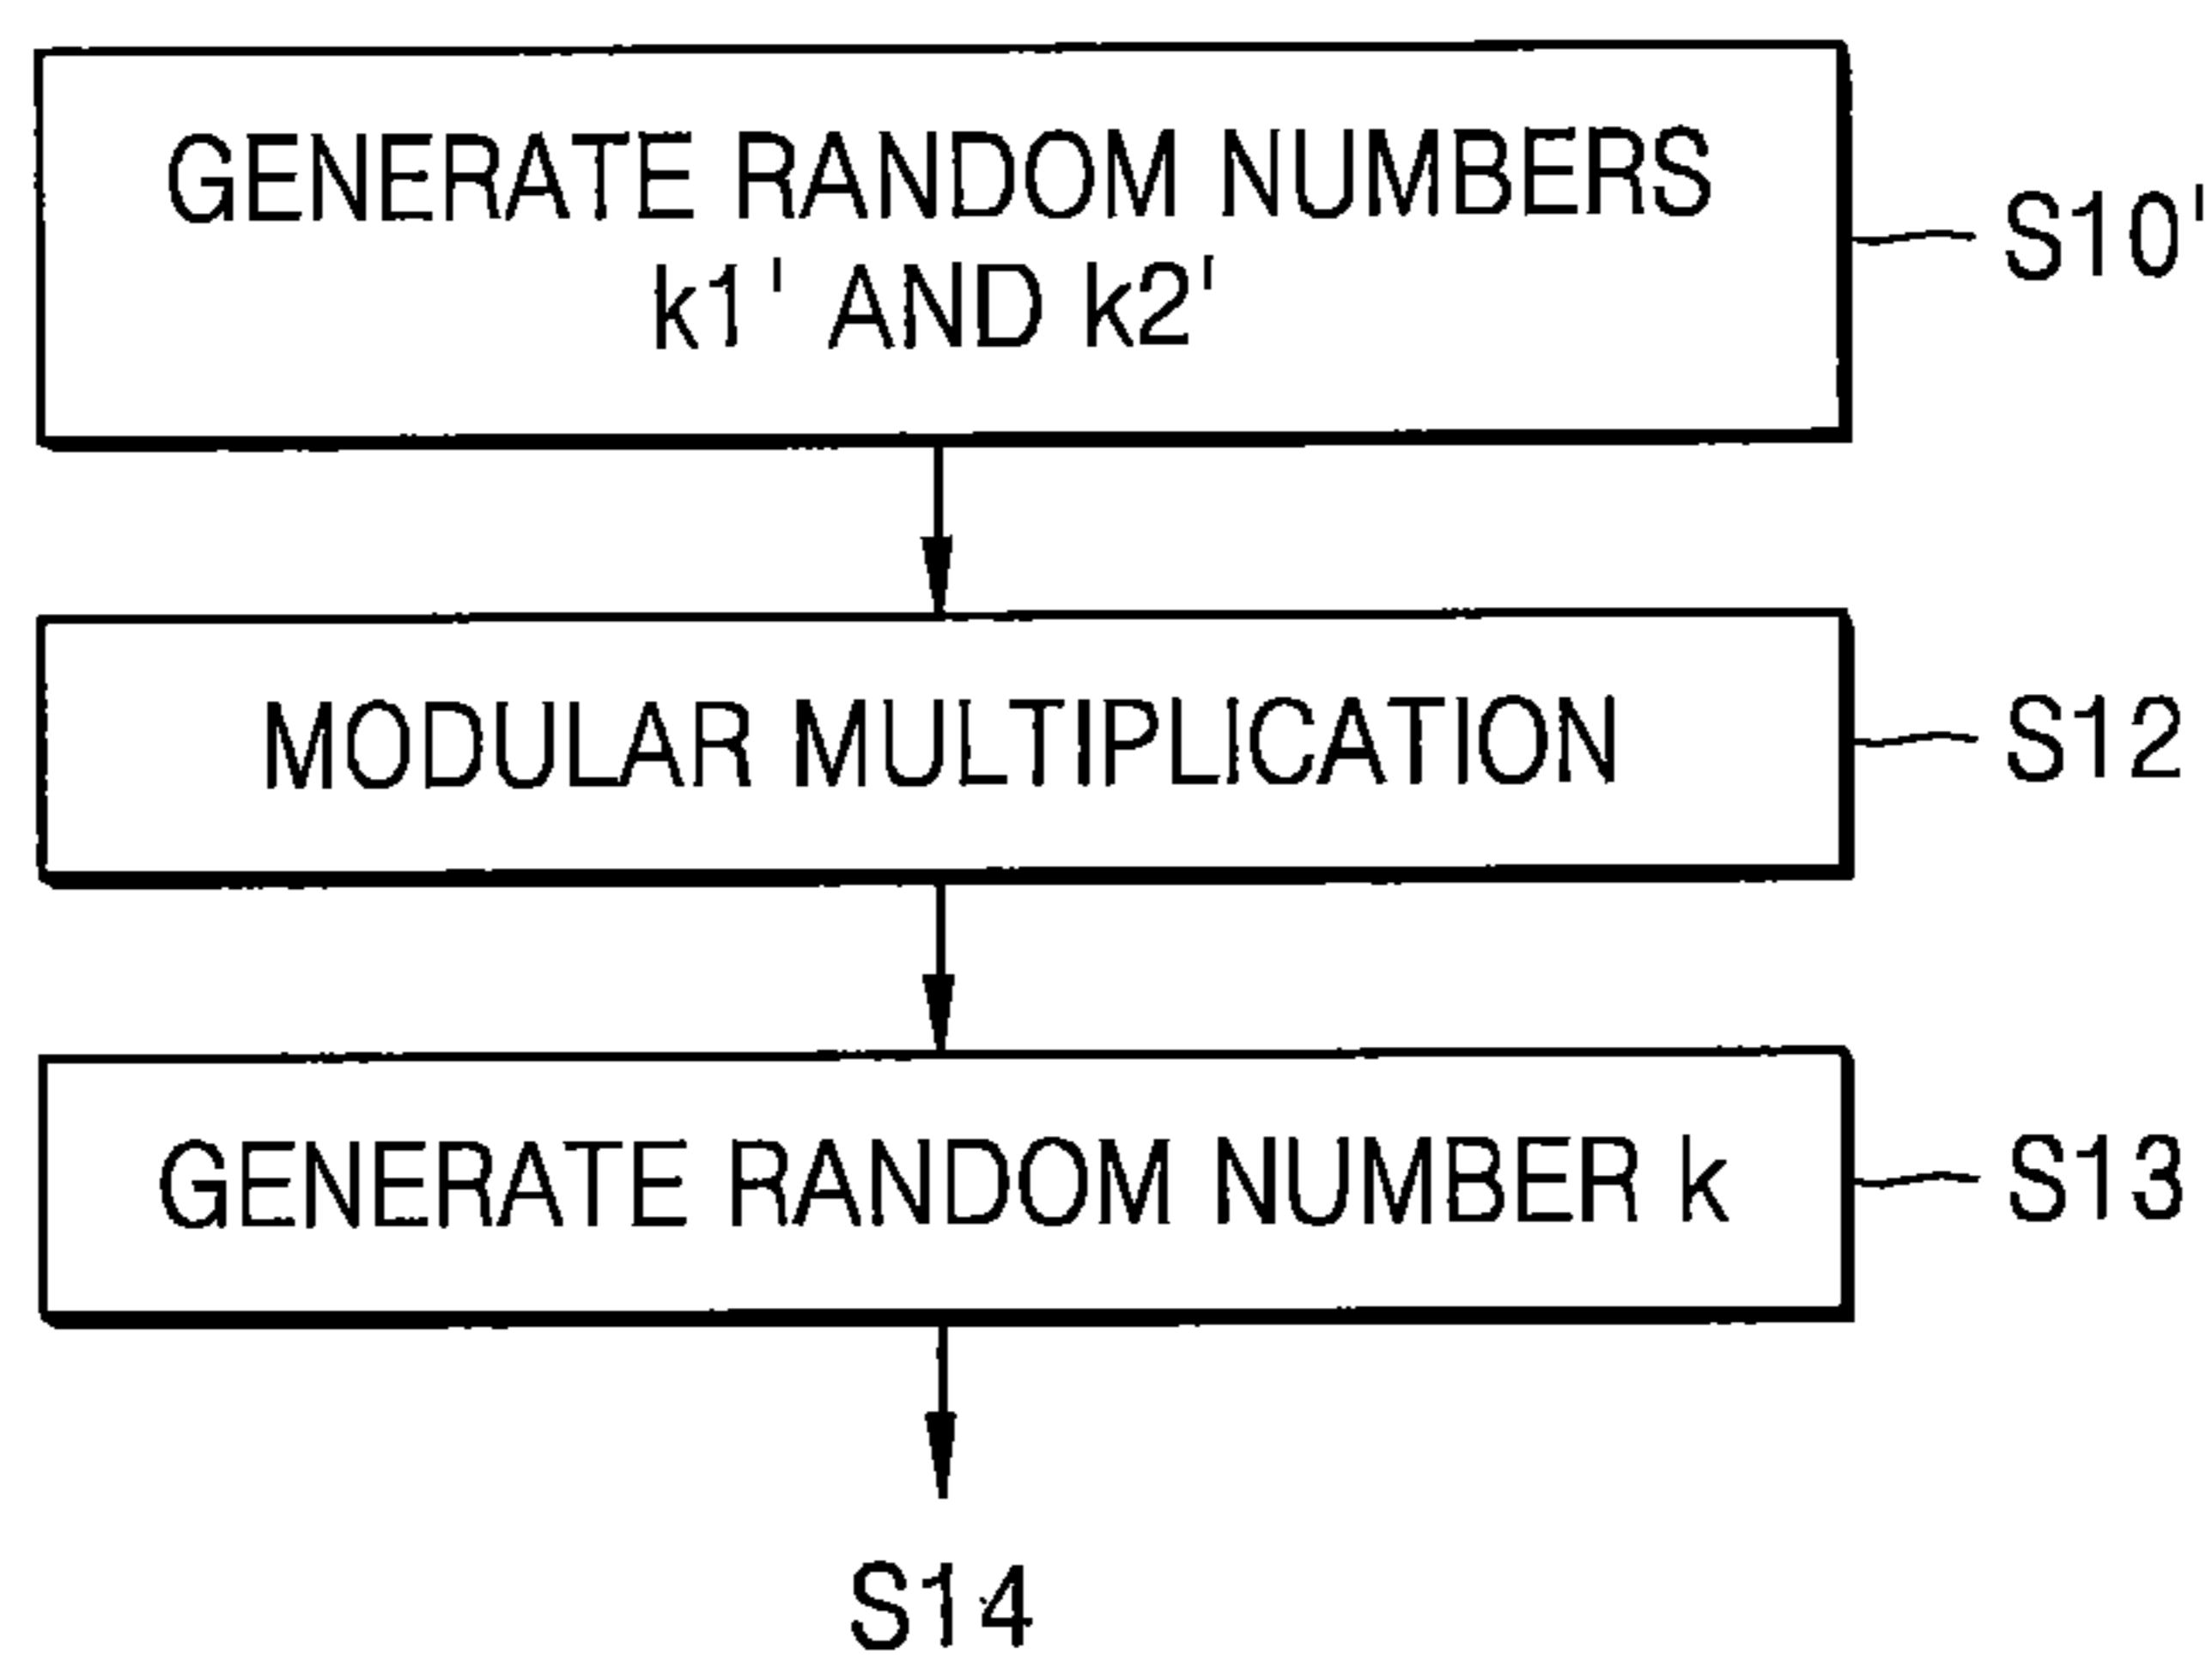 GENERATE RANDOM NUMBERS
k1' AND k2'
S10'
MODULAR MULTIPLICATION
S12
GENERATE RANDOM NUMBER k
S13
S14